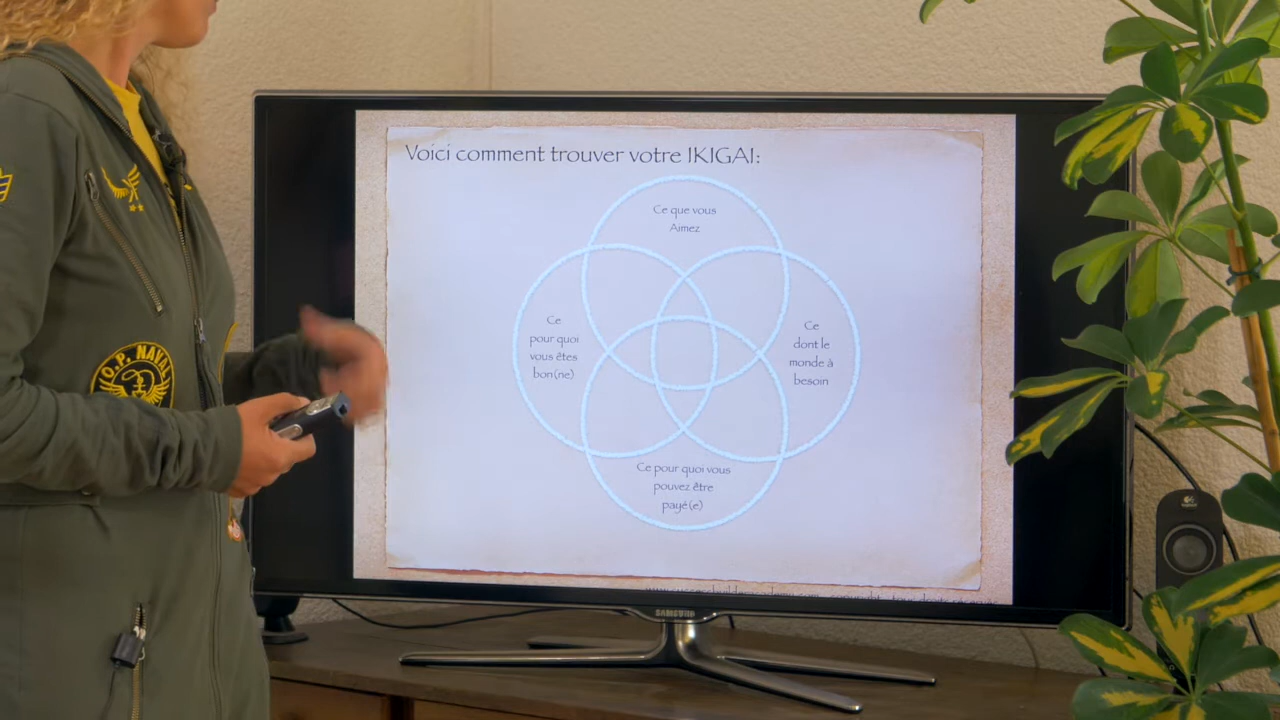 Voici comment trouver votre IKIGAI:
Ce que vous
Aimez
Ce
pour quoi
vous êtes
bon(ne)
Ce
dont le
monde à
besoin
Ce pour quoi vous
pouvez être
payé(e)
SAMSUNG
O.P. NAVAL